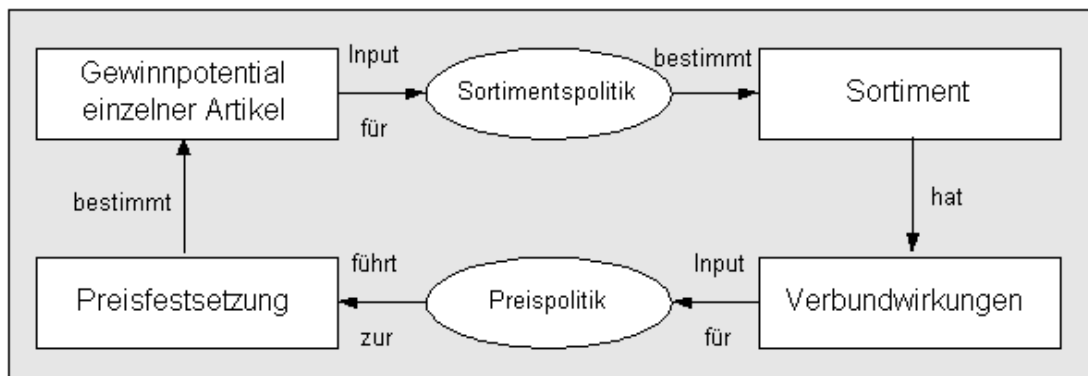 Gewinnpotential
einzelner Artikel
Input
für
Sortimentspolitik
bestimmt
Sortiment
bestimmt
hat
Preisfestsetzung
führt
zur
Preispolitik
Input
für
Verbundwirkungen